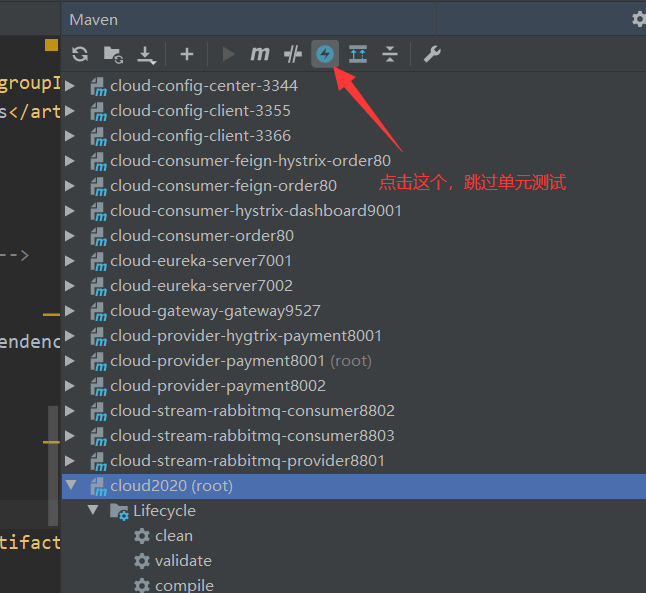 Maven
groupI
s</art
-->
endenc
tifact
m
cloud-config-center-3344
cloud-config-client-3355
cloud-config-client-3366
cloud-consumer-feign-hystrix-order80
cloud-consumer-feign-order80
点击这个，跳过单元测试
cloud-consumer-hystrix-dashboard9001
cloud-consumer-order80
cloud-eureka-server7001
cloud-eureka-server7002
cloud-gateway-gateway9527
cloud-provider-hygtrix-payment8001
cloud-provider-payment8001 (root)
cloud-provider-payment8002
cloud-stream-rabbitmq-consumer8802
cloud-stream-rabbitmq-consumer8803
cloud-stream-rabbitmq-provider8801
cloud2020 (root)
Lifecycle
clean
validate
compile